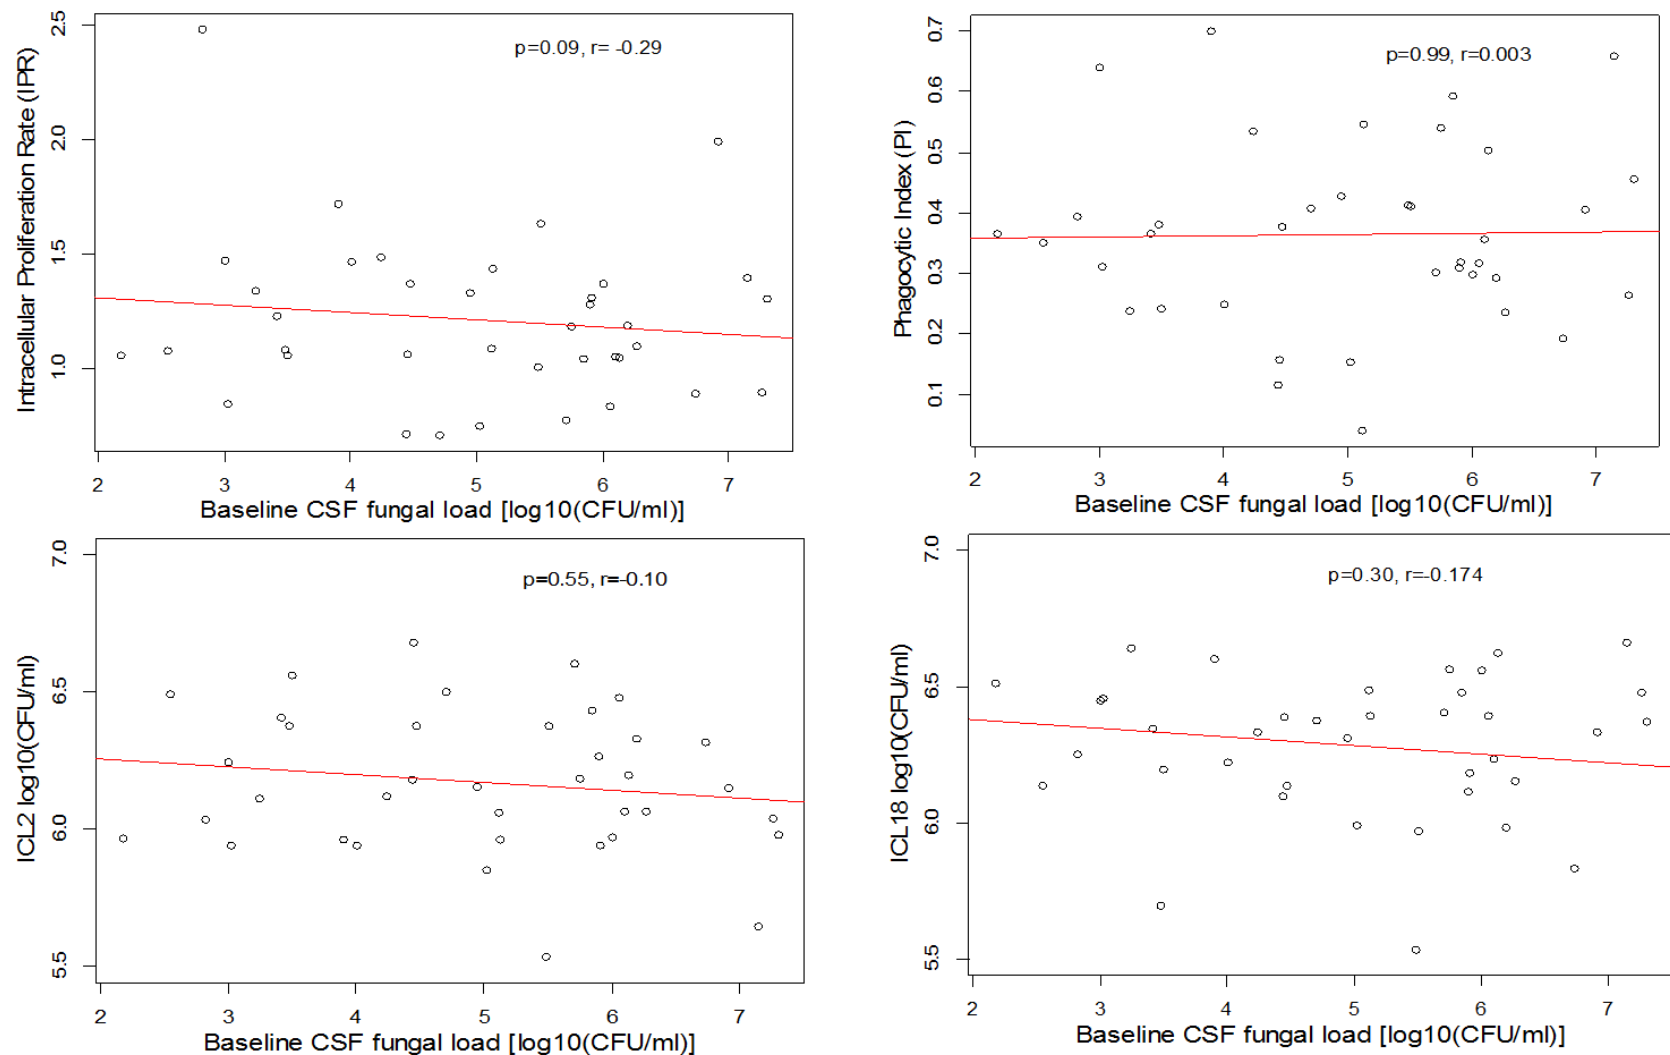 p=0.09, r= -0.29
Intracellular Proliferation Rate (IPR)
2.5
2.0
1.5
1.0
2 3 4 5 6 7
Baseline CSF fungal load [log10(CFU/ml)]
p=0.99, r=0.003
Phagocytic Index (PI)
0.7
0.6
0.5
0.4
0.3
0.2
0.1
2 3 4 5 6 7
Baseline CSF fungal load [log10(CFU/ml)]
p=0.55, r=-0.10
ICL2 log10(CFU/ml)
7.0
6.5
6.0
5.5
2 3 4 5 6 7
Baseline CSF fungal load [log10(CFU/ml)]
p=0.30, r=-0.174
ICL18 log10(CFU/ml)
7.0
6.5
6.0
5.5
2 3 4 5 6 7
Baseline CSF fungal load [log10(CFU/ml)]